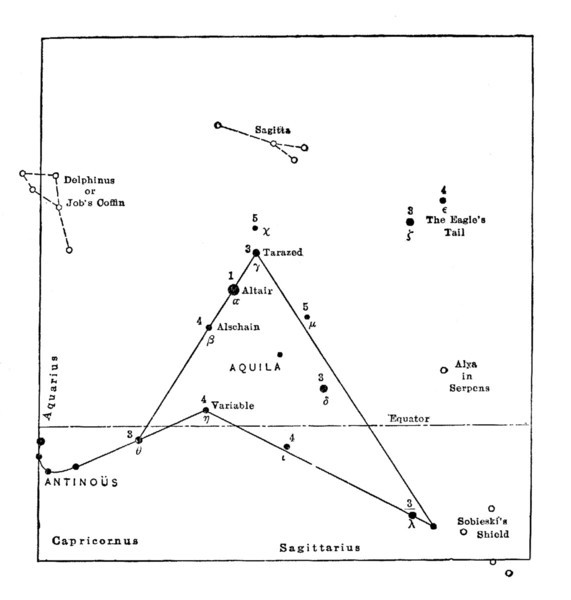 Sagitta
Delphinus
or
Job's Coffin
4
ϵ
3
ζ
The Eagle's
Tail
5
χ
3
Tarazed
γ
1
Altair
α
5
μ
4
Alschain
β
Aquarius
AQUILA
Alya
in
Serpens
3
δ
4
Variable
η
Equator
3
θ
4
ι
ANTINOÜS
3
λ
Sobieski's
Shield
Capricornus
Sagittarius